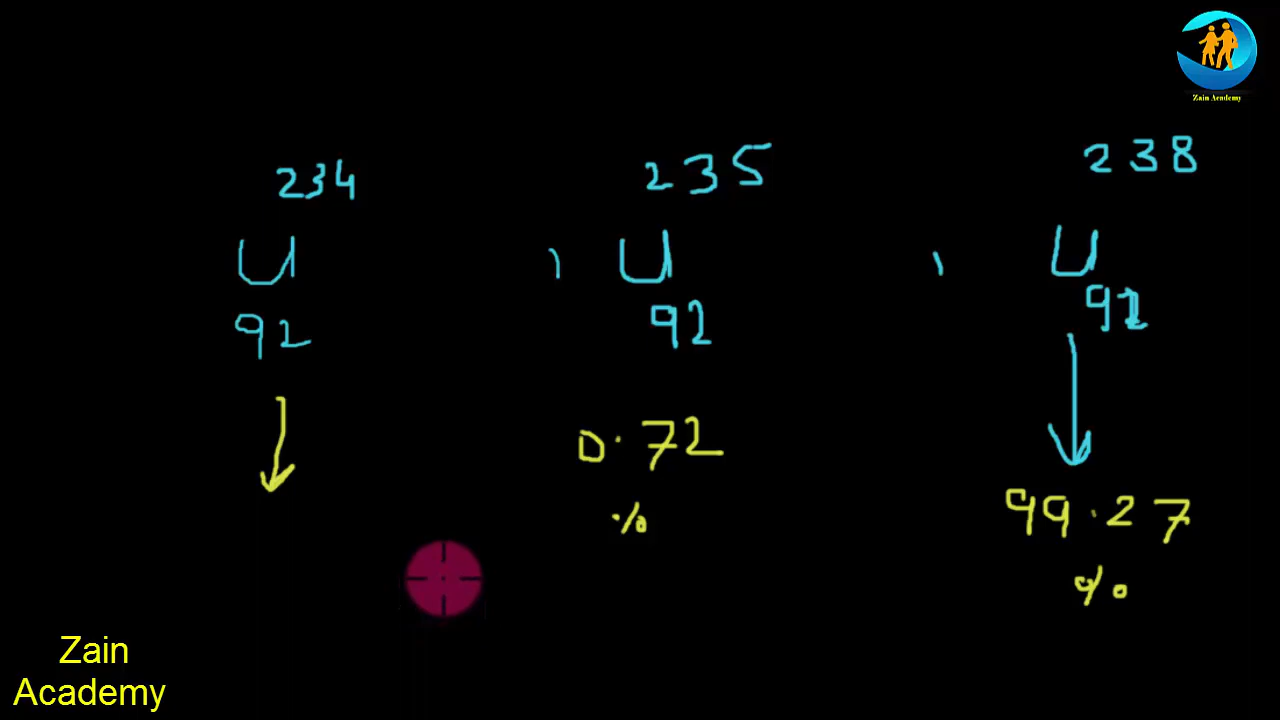 Zain Academy
234 235 238
U , U , U
92 92 92
0.72
%
99.27
%
Zain
Academy